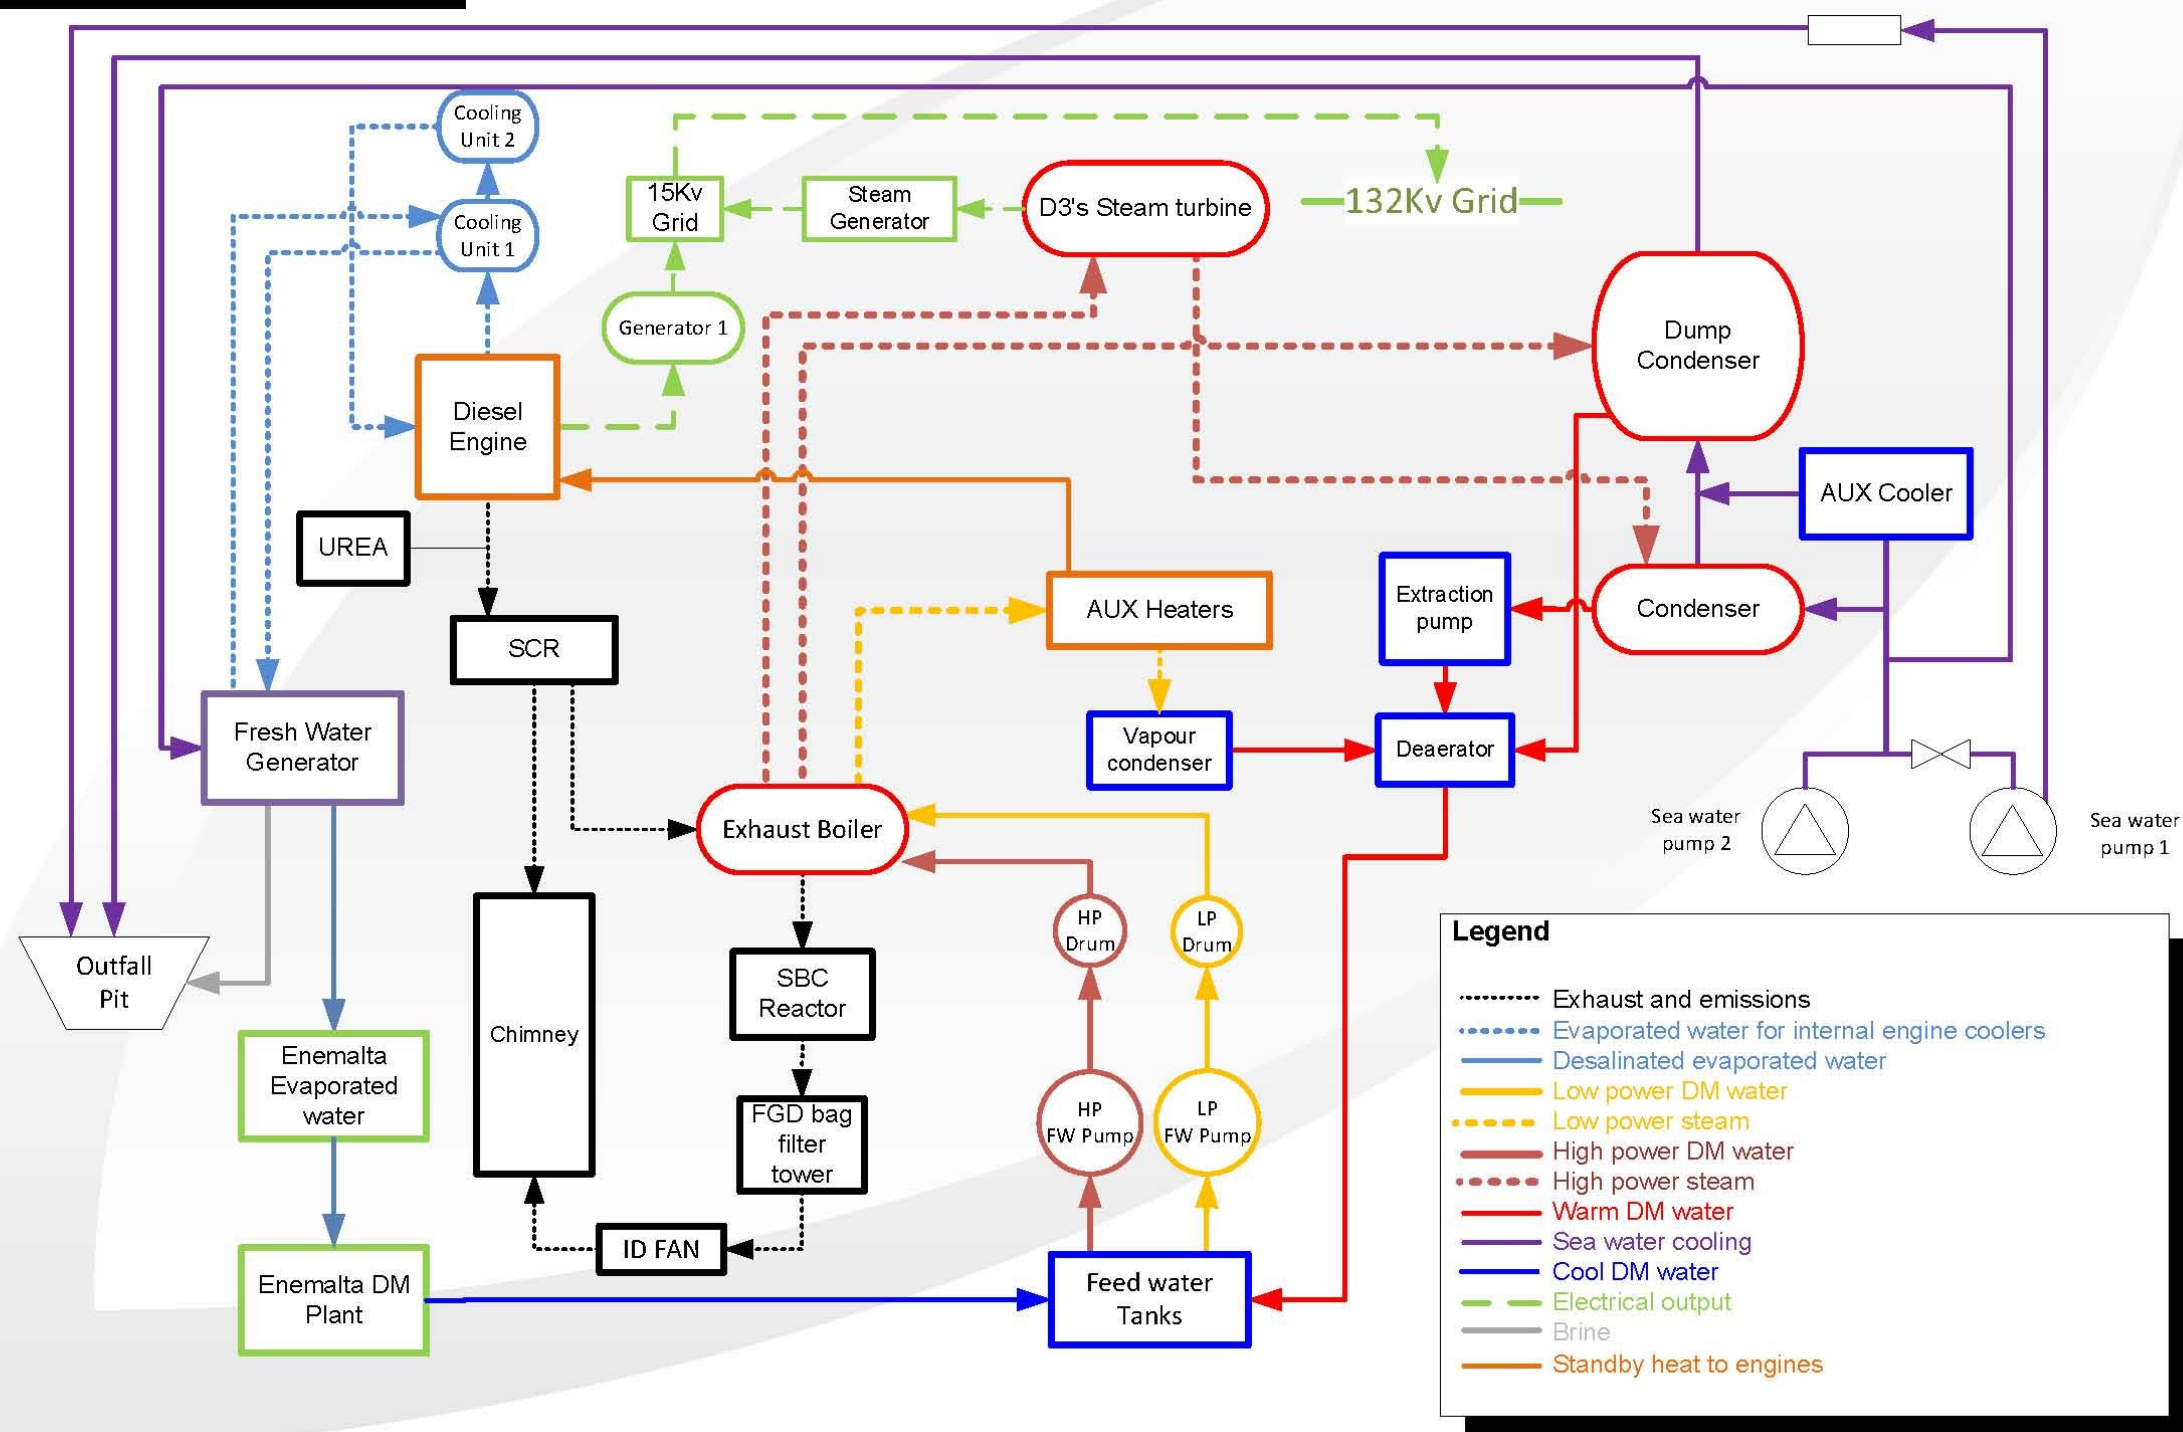 Cooling
Unit 2
15Kv
Grid
Steam
Generator
D3's Steam turbine
132Kv Grid
Cooling
Unit 1
Generator 1
Dump
Condenser
Diesel
Engine
AUX Cooler
UREA
Extraction
pump
Condenser
AUX Heaters
SCR
Fresh Water
Generator
Vapour
condenser
Deaerator
Exhaust Boiler
Sea water
pump 2
Sea water
pump 1
HP
Drum
LP
Drum
Outfall
Pit
SBC
Reactor
Chimney
Enemalta
Evaporated
water
FGD bag
filter
tower
HP
FW Pump
LP
FW Pump
ID FAN
Enemalta DM
Plant
Feed water
Tanks
Legend
Exhaust and emissions
Evaporated water for internal engine coolers
Desalinated evaporated water
Low power DM water
Low power steam
High power DM water
High power steam
Warm DM water
Sea water cooling
Cool DM water
Electrical output
Brine
Standby heat to engines